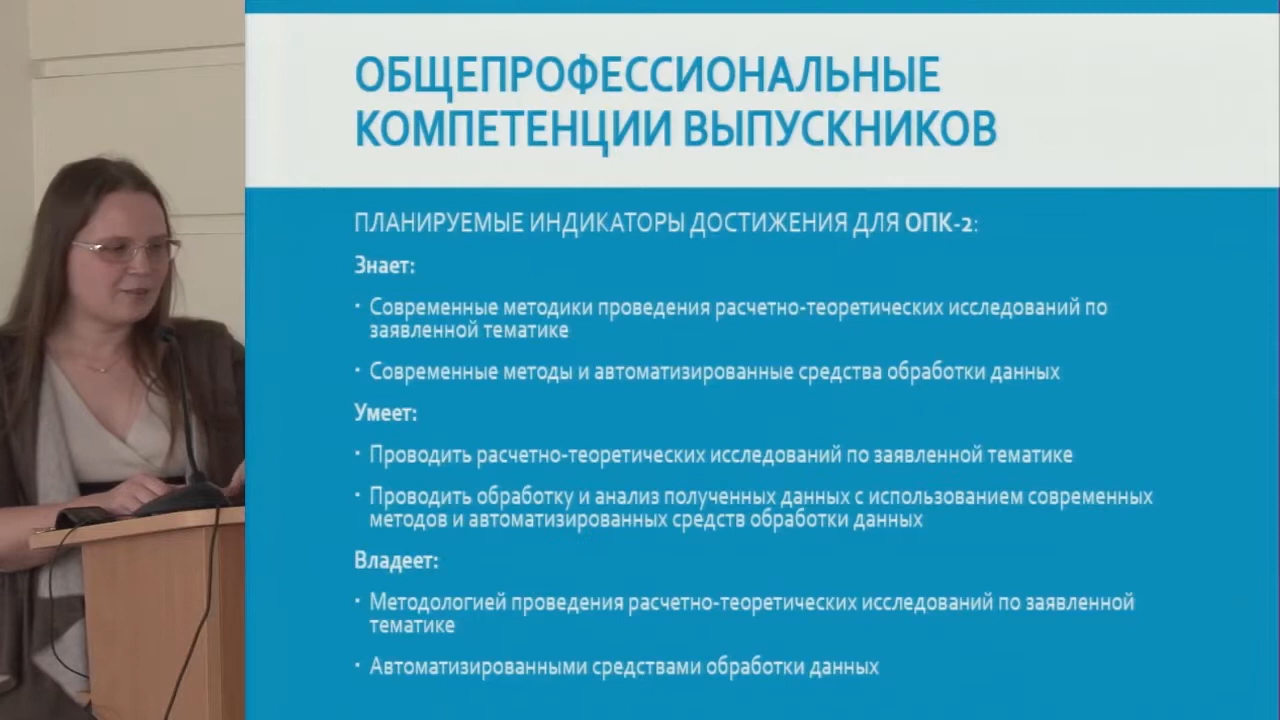 ОБЩЕПРОФЕССИОНАЛЬНЫЕ
КОМПЕТЕНЦИИ ВЫПУСКНИКОВ
ПЛАНИРУЕМЫЕ ИНДИКАТОРЫ ДОСТИЖЕНИЯ ДЛЯ ОПК-2:
Знает:
• Современные методики проведения расчетно-теоретических исследований по
заявленной тематике
• Современные методы и автоматизированные средства обработки данных
Умеет:
• Проводить расчетно-теоретических исследований по заявленной тематике
• Проводить обработку и анализ полученных данных с использованием современных
методов и автоматизированных средств обработки данных
Владеет:
• Методологией проведения расчетно-теоретических исследований по заявленной
тематике
• Автоматизированными средствами обработки данных